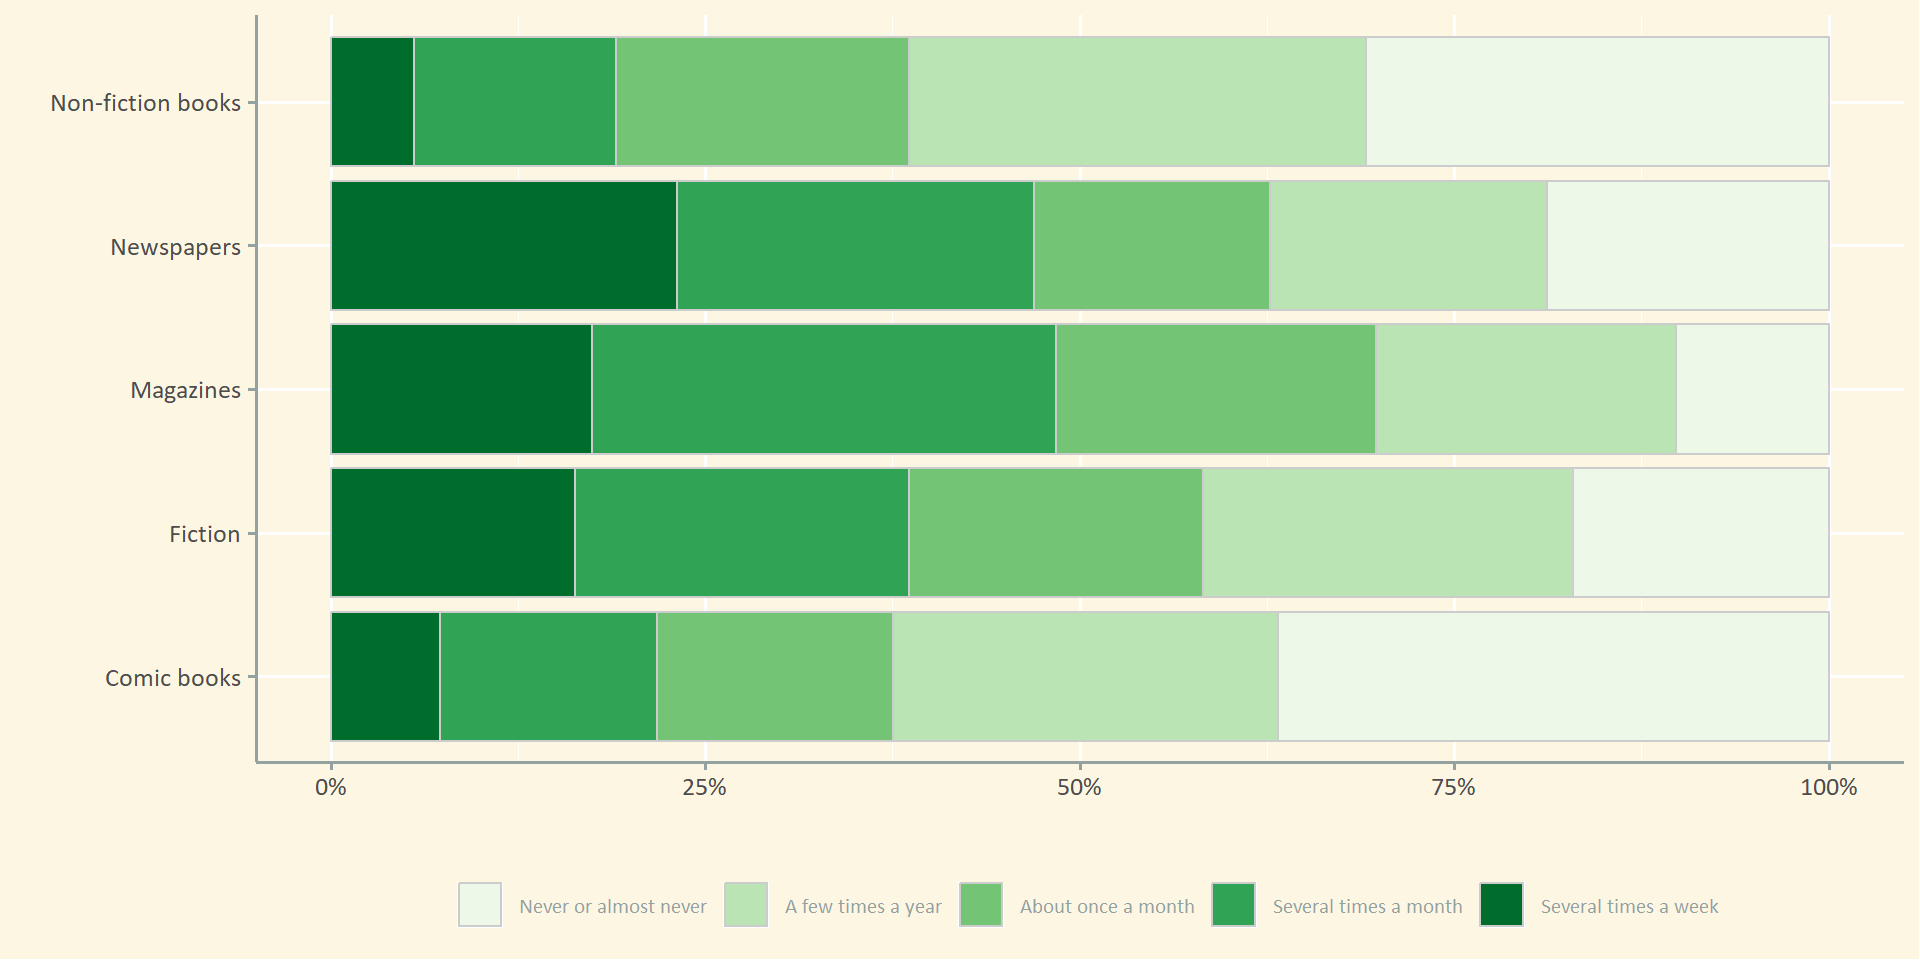 Non-fiction books
Newspapers
Magazines
Fiction
Comic books
0% 25% 50% 75% 100%
Never or almost never A few times a year About once a month Several times a month Several times a week